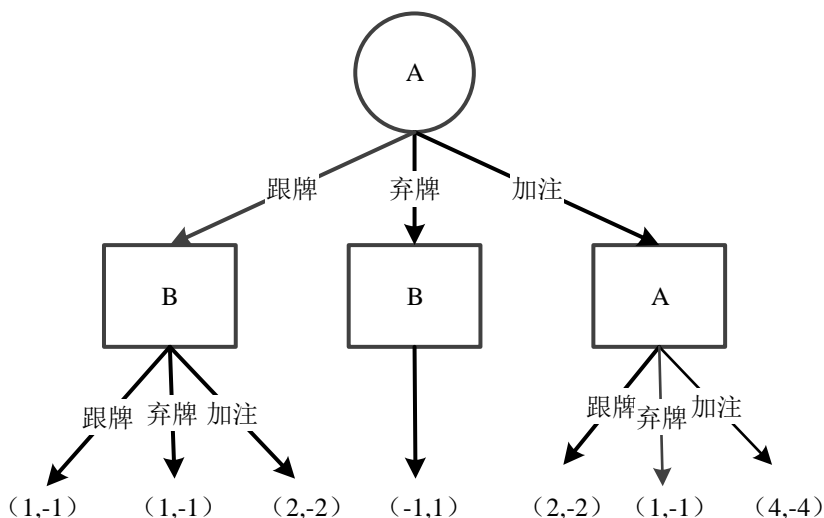 A
跟牌 弃牌 加注
B B A
跟牌 弃牌 加注 跟牌 弃牌 加注
（1,-1） （1,-1） （2,-2） （-1,1） （2,-2） （1,-1） （4,-4）